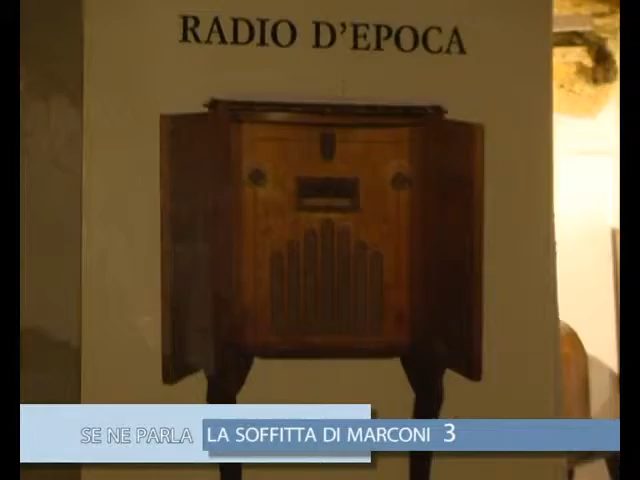 RADIO D'EPOCA
SE NE PARLA
LA SOFFITTA DI MARCONI 3